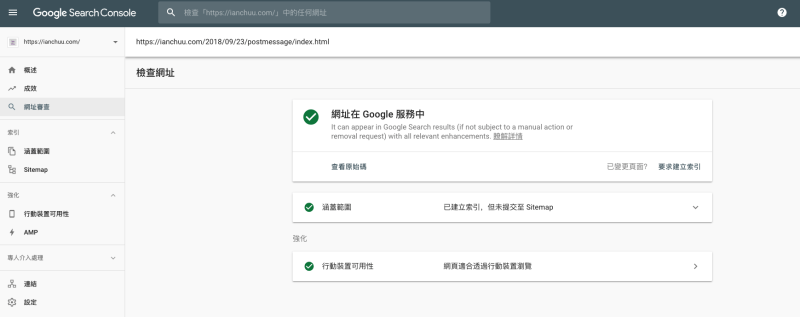 Google Search Console
檢查「https://ianchuu.com/」中的任何網址
https://ianchuu.com/
https://ianchuu.com/2018/09/23/postmessage/index.html
概述
成效
網址審查
索引
涵蓋範圍
Sitemap
強化
行動裝置可用性
AMP
專人介入處理
連結
設定
檢查網址
網址在 Google 服務中
It can appear in Google Search results (if not subject to a manual action or
removal request) with all relevant enhancements. 瞭解詳情
查看原始碼
已變更頁面?
要求建立索引
涵蓋範圍
已建立索引，但未提交至 Sitemap
強化
行動裝置可用性
網頁適合透過行動裝置瀏覽